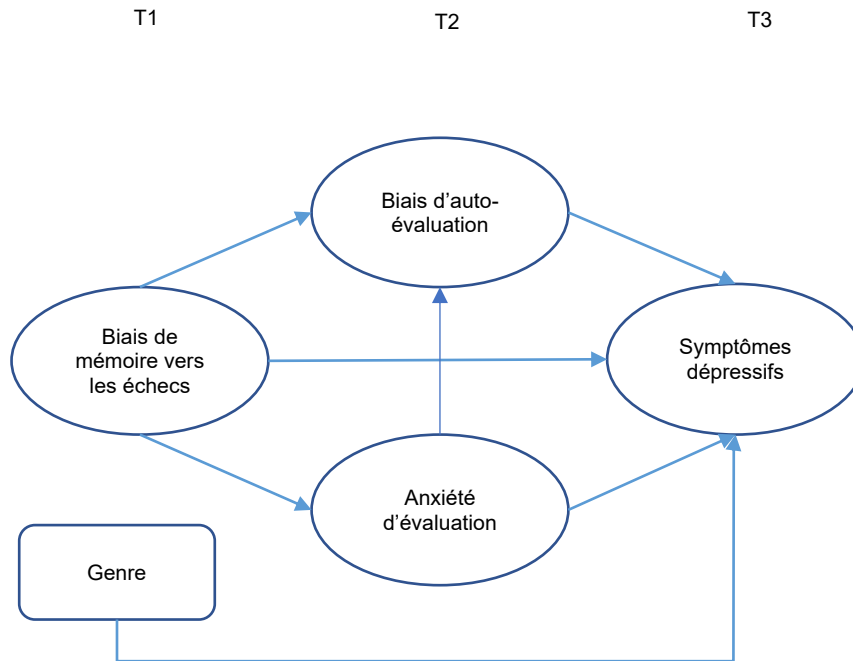 T1
T2
T3
Biais d’auto-
évaluation
Biais de
mémoire vers
les échecs
Symptômes
dépressifs
Anxiété
d’évaluation
Genre